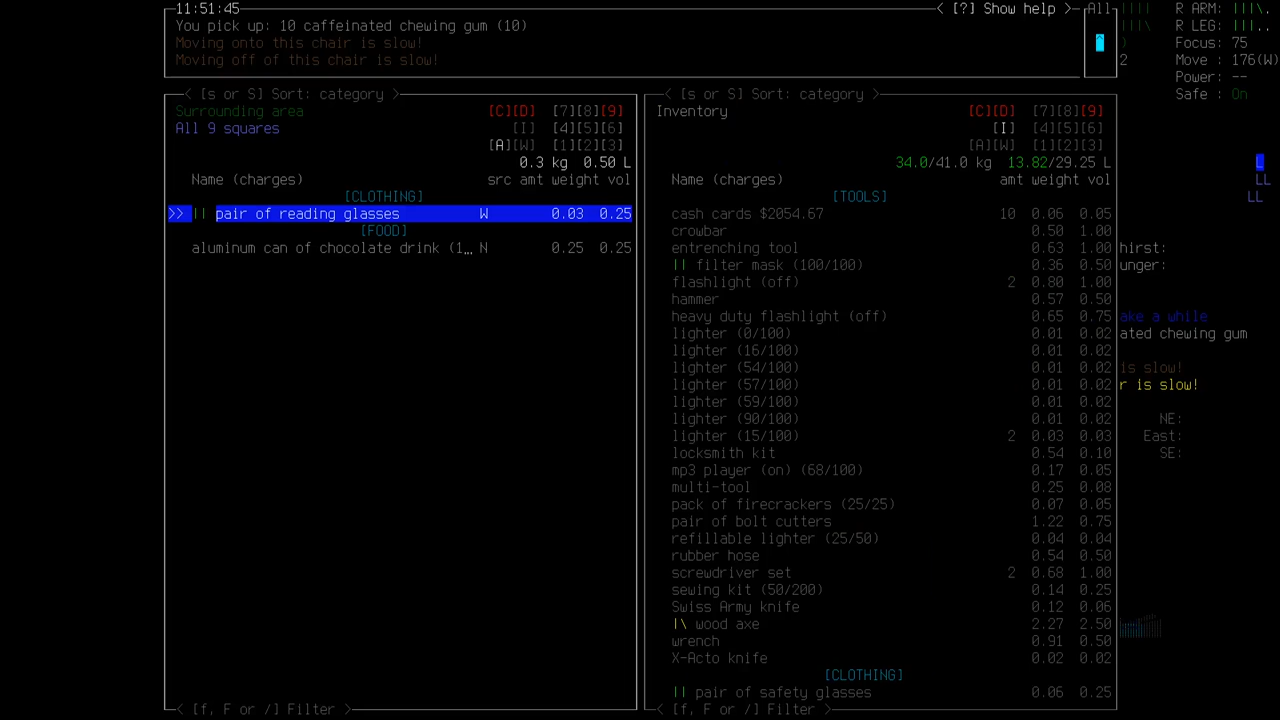 11:51:45 < [?] Show help > All R ARM: |||\.
You pick up: 10 caffeinated chewing gum (10) R LEG: |||..
Moving onto this chair is slow! Focus: 75
Moving off of this chair is slow! 2 Move : 176(W)
Power: --
Safe : On
< [s or S] Sort: category > < [s or S] Sort: category >
Surrounding area [C][D] [7][8][9] Inventory [C][D] [7][8][9]
All 9 squares [I] [4][5][6] [I] [4][5][6]
[A][W] [1][2][3] [A][W] [1][2][3]
0.3 kg 0.50 L 34.0/41.0 kg 13.82/29.25 L L
Name (charges) src amt weight vol Name (charges) amt weight vol LL
[CLOTHING] [TOOLS] LL
>> || pair of reading glasses W 0.03 0.25 cash cards $2054.67 10 0.06 0.05
[FOOD] crowbar 0.50 1.00
aluminum can of chocolate drink (1… N 0.25 0.25 entrenching tool 0.63 1.00 hirst:
|| filter mask (100/100) 0.36 0.50 unger:
flashlight (off) 2 0.80 1.00
hammer 0.57 0.50
heavy duty flashlight (off) 0.65 0.75 ake a while
lighter (0/100) 0.01 0.02 ated chewing gum
lighter (16/100) 0.01 0.02
lighter (54/100) 0.01 0.02 is slow!
lighter (57/100) 0.01 0.02 r is slow!
lighter (59/100) 0.01 0.02
lighter (90/100) 0.01 0.02 NE:
lighter (15/100) 2 0.03 0.03 East:
locksmith kit 0.54 0.10 SE:
mp3 player (on) (68/100) 0.17 0.05
multi-tool 0.25 0.08
pack of firecrackers (25/25) 0.07 0.05
pair of bolt cutters 1.22 0.75
refillable lighter (25/50) 0.04 0.04
rubber hose 0.54 0.50
screwdriver set 2 0.68 1.00
sewing kit (50/200) 0.14 0.25
Swiss Army knife 0.12 0.06
|\ wood axe 2.27 2.50
wrench 0.91 0.50
X-Acto knife 0.02 0.02
[CLOTHING]
|| pair of safety glasses 0.06 0.25
< [f, F or /] Filter > < [f, F or /] Filter >